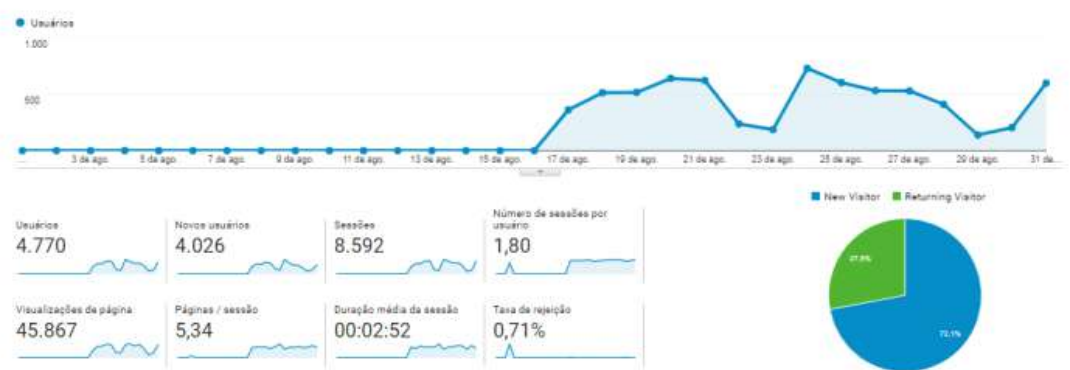 Usuários
1.000
500
... 3 de ago. 5 de ago. 7 de ago. 9 de ago. 11 de ago. 13 de ago. 15 de ago. 17 de ago. 19 de ago. 21 de ago. 23 de ago. 25 de ago. 27 de ago. 29 de ago. 31 de...
New Visitor Returning Visitor
Usuários
4.770
Novos usuários
4.026
Sessões
8.592
Número de sessões por
usuário
1,80
Visualizações de página
45.867
Páginas / sessão
5,34
Duração média da sessão
00:02:52
Taxa de rejeição
0,71%
27,9%
72,1%